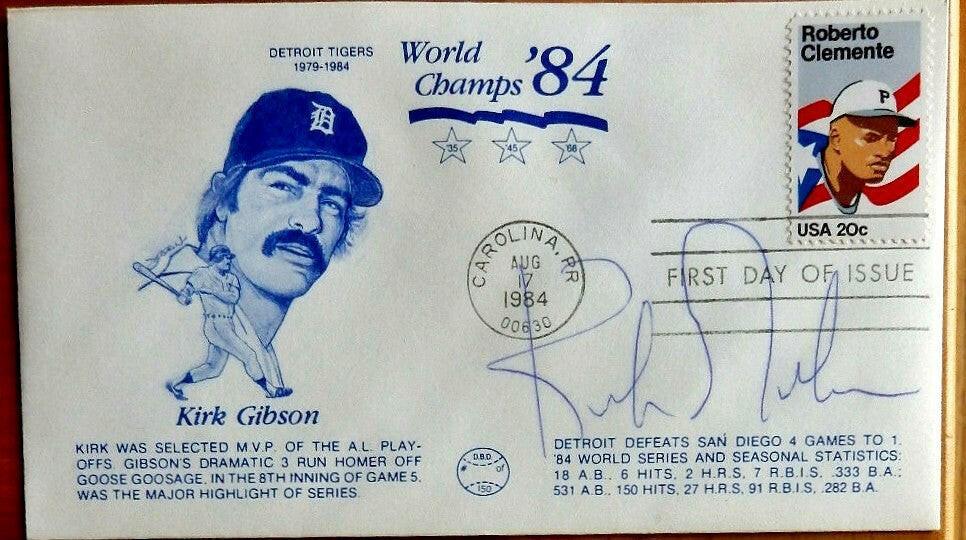 DETROIT TIGERS
1979-1984
World
Champs '84
'35 '45 '68
D
Roberto
Clemente
P
USA 20c
CAROLINA, PR
AUG
17
1984
00630
FIRST DAY OF ISSUE
Kirk Gibson
Kirk Gibson
KIRK WAS SELECTED M.V.P. OF THE A.L. PLAY-
OFFS. GIBSON'S DRAMATIC 3 RUN HOMER OFF
GOOSE GOOSAGE, IN THE 8TH INNING OF GAME 5,
WAS THE MAJOR HIGHLIGHT OF SERIES.
D.B.D.
of
150
DETROIT DEFEATS SAN DIEGO 4 GAMES TO 1.
'84 WORLD SERIES AND SEASONAL STATISTICS:
18 A.B., 6 HITS, 2 H.R.S, 7 R.B.I.S, .333 B.A.;
531 A.B., 150 HITS, 27 H.R.S, 91 R.B.I.S, .282 B.A.